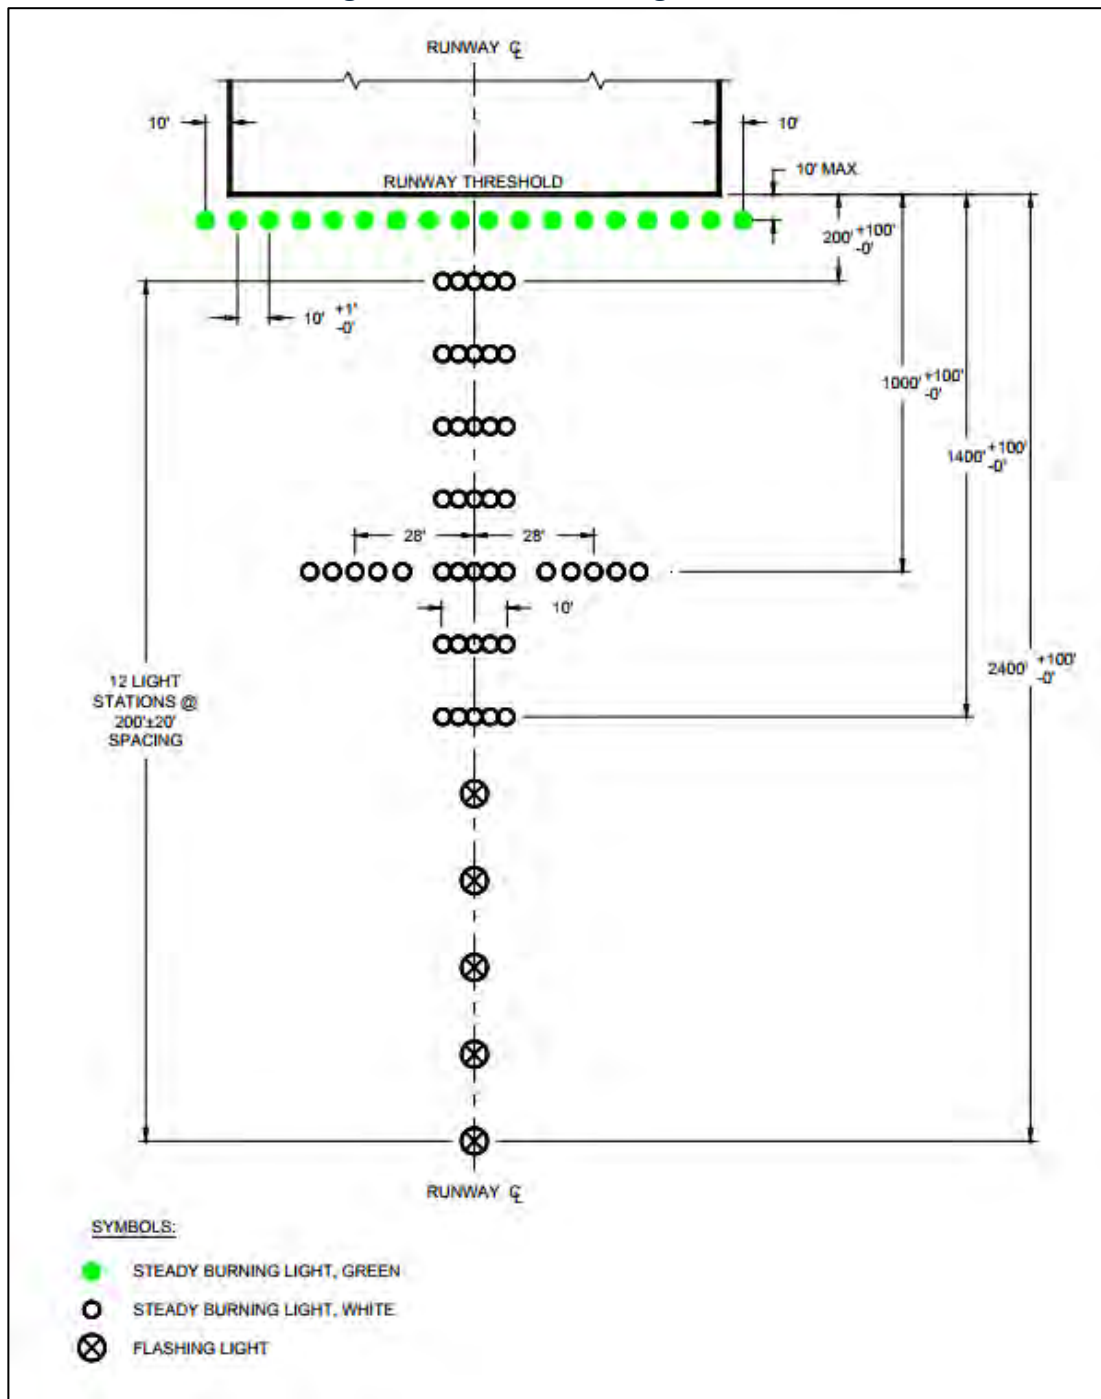 RUNWAY ℄
10'
10'
10' MAX
RUNWAY THRESHOLD
200' +100' -0'
10' +1' -0'
1000' +100' -0'
1400' +100' -0'
28'
28'
10'
2400' +100' -0'
12 LIGHT
STATIONS @
200'±20'
SPACING
RUNWAY ℄
SYMBOLS:
STEADY BURNING LIGHT, GREEN
STEADY BURNING LIGHT, WHITE
FLASHING LIGHT